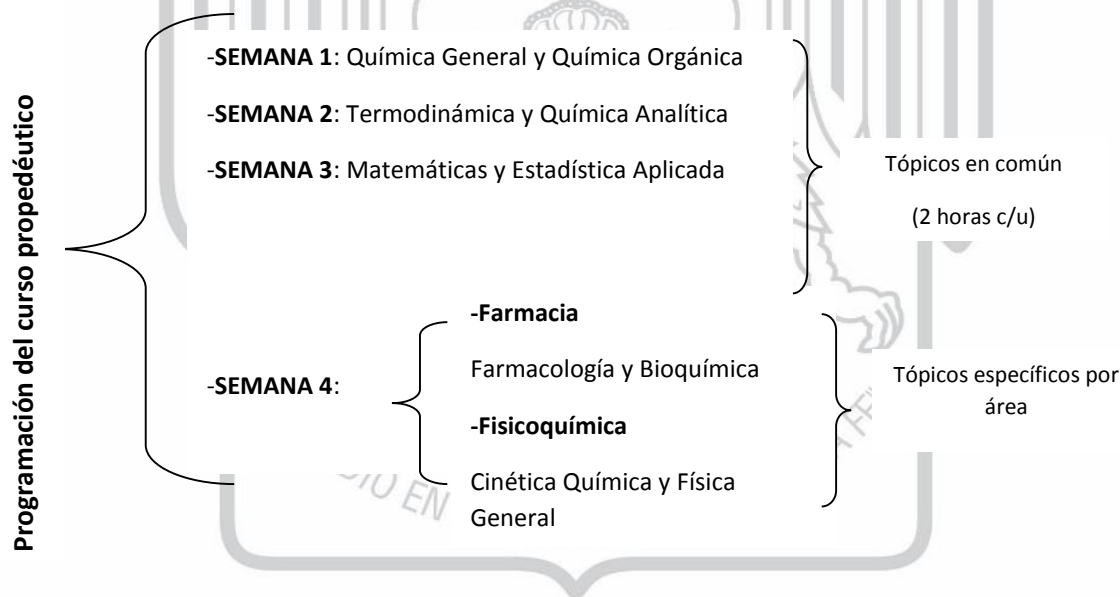 Programación del curso propedéutico
-SEMANA 1: Química General y Química Orgánica
-SEMANA 2: Termodinámica y Química Analítica
-SEMANA 3: Matemáticas y Estadística Aplicada
Tópicos en común
(2 horas c/u)
-SEMANA 4:
-Farmacia
Farmacología y Bioquímica
-Fisicoquímica
Cinética Química y Física
General
Tópicos específicos por
área
EN